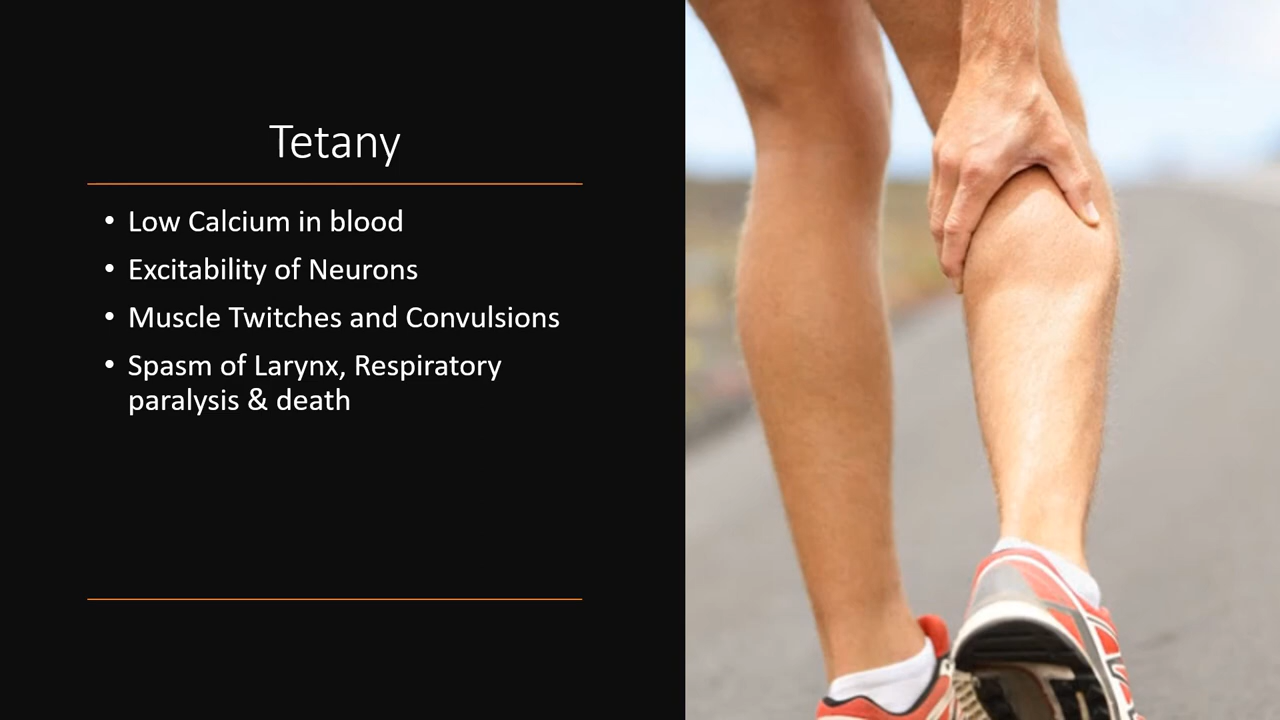 Tetany
• Low Calcium in blood
• Excitability of Neurons
• Muscle Twitches and Convulsions
• Spasm of Larynx, Respiratory
paralysis & death